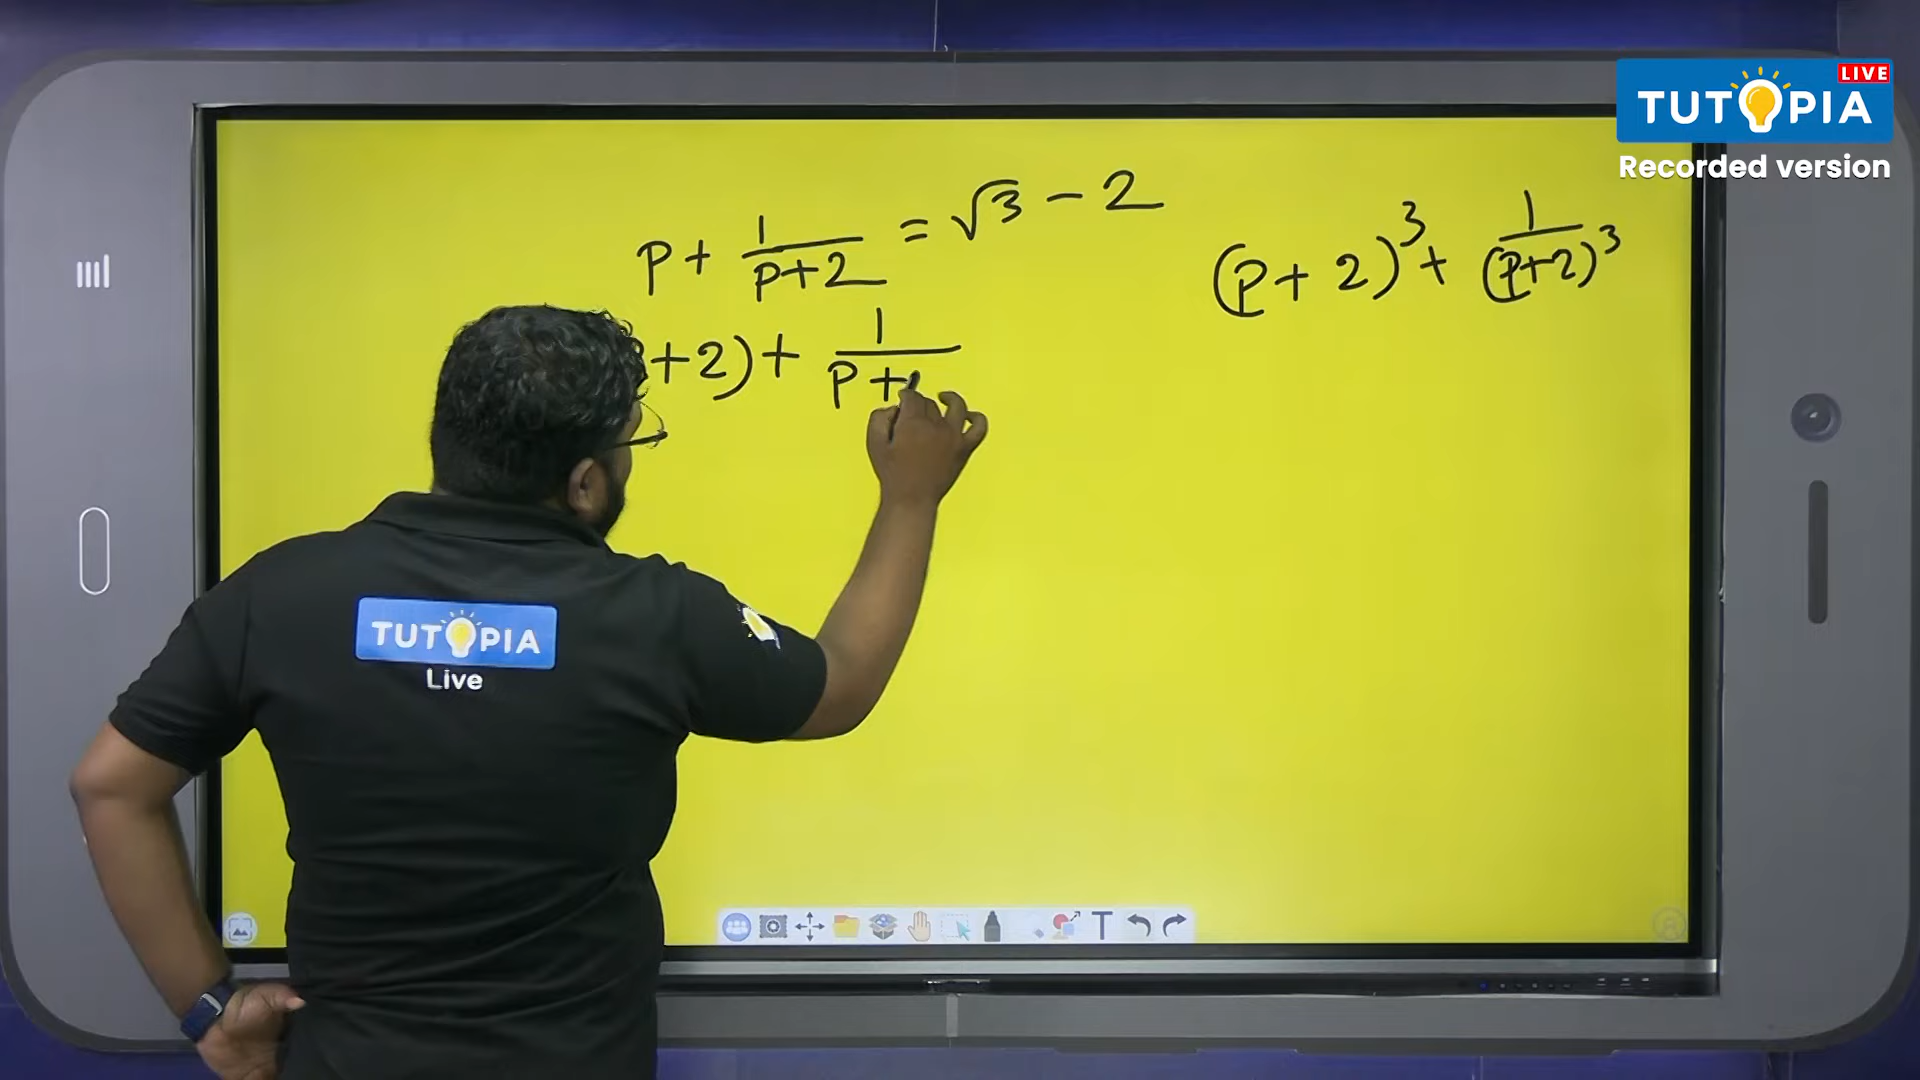 LIVE
TUTOPIA
Recorded version
p + 1/(p+2) = √3 - 2
(p + 2)³ + 1/(p+2)³
+2) + 1/(p +
TUTOPIA
Live
T